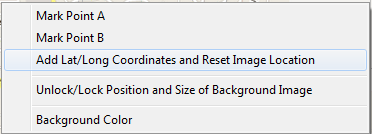 Mark Point A
Mark Point B
Add Lat/Long Coordinates and Reset Image Location
Unlock/Lock Position and Size of Background Image
Background Color